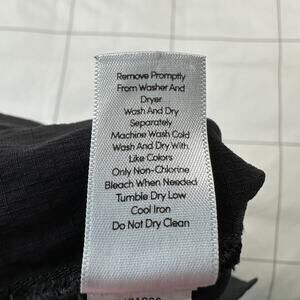 Remove Promptly
From Washer And
Dryer
Wash And Dry
Separately
Machine Wash Cold
Wash And Dry With
Like Colors
Only Non-Chlorine
Bleach When Needed
Tumble Dry Low
Cool Iron
Do Not Dry Clean